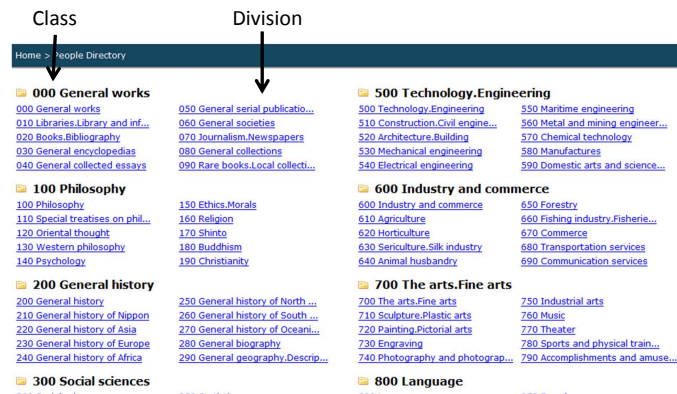 Class
Division
Home > People Directory
000 General works
000 General works
010 Libraries.Library and inf...
020 Books.Bibliography
030 General encyclopedias
040 General collected essays
050 General serial publicatio...
060 General societies
070 Journalism.Newspapers
080 General collections
090 Rare books.Local collecti...
100 Philosophy
100 Philosophy
110 Special treatises on phil...
120 Oriental thought
130 Western philosophy
140 Psychology
150 Ethics.Morals
160 Religion
170 Shinto
180 Buddhism
190 Christianity
200 General history
200 General history
210 General history of Nippon
220 General history of Asia
230 General history of Europe
240 General history of Africa
250 General history of North ...
260 General history of South ...
270 General history of Oceani...
280 General biography
290 General geography.Descrip...
300 Social sciences
500 Technology.Engineering
500 Technology.Engineering
510 Construction.Civil engine...
520 Architecture.Building
530 Mechanical engineering
540 Electrical engineering
550 Maritime engineering
560 Metal and mining engineer...
570 Chemical technology
580 Manufactures
590 Domestic arts and science...
600 Industry and commerce
600 Industry and commerce
610 Agriculture
620 Horticulture
630 Sericulture.Silk industry
640 Animal husbandry
650 Forestry
660 Fishing industry.Fisherie...
670 Commerce
680 Transportation services
690 Communication services
700 The arts.Fine arts
700 The arts.Fine arts
710 Sculpture.Plastic arts
720 Painting.Pictorial arts
730 Engraving
740 Photography and photograp...
750 Industrial arts
760 Music
770 Theater
780 Sports and physical train...
790 Accomplishments and amuse...
800 Language